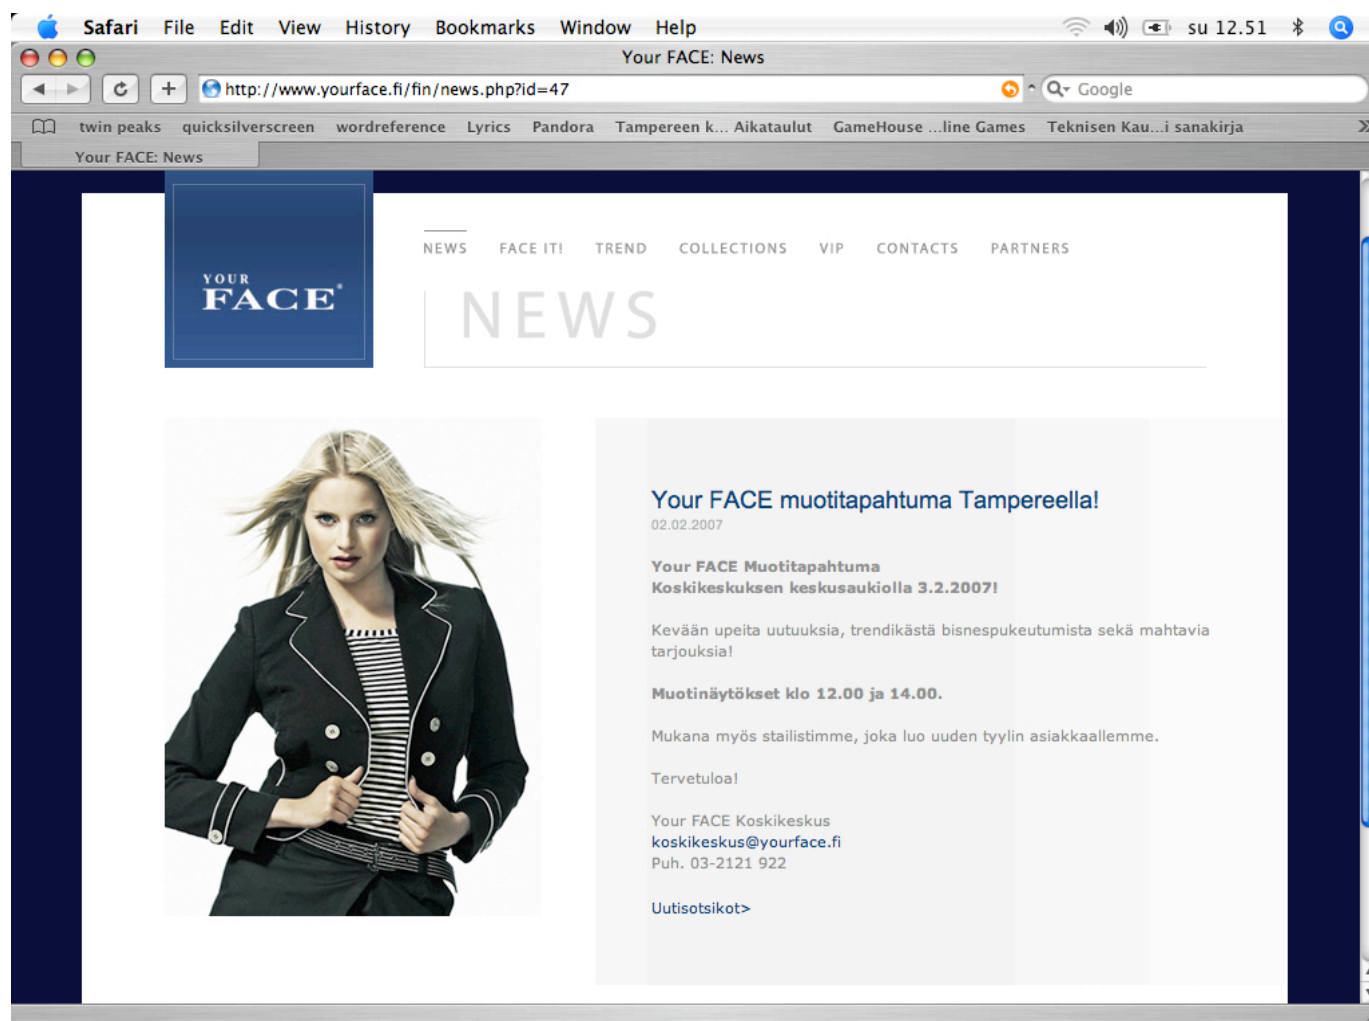 Safari File Edit View History Bookmarks Window Help su 12.51
Your FACE: News
http://www.yourface.fi/fin/news.php?id=47 Google
twin peaks quicksilverscreen wordreference Lyrics Pandora Tampereen k... Aikataulut GameHouse ...line Games Teknisen Kau...i sanakirja
Your FACE: News
YOUR
FACE®
NEWS FACE IT! TREND COLLECTIONS VIP CONTACTS PARTNERS
NEWS
Your FACE muotitapahtuma Tampereella!
02.02.2007
Your FACE Muotitapahtuma
Koskikeskuksen keskusaukiolla 3.2.2007!
Kevään upeita uutuuksia, trendikästä bisnespukeutumista sekä mahtavia
tarjouksia!
Muotinäytökset klo 12.00 ja 14.00.
Mukana myös stailistimme, joka luo uuden tyylin asiakkaallemme.
Tervetuloa!
Your FACE Koskikeskus
koskikeskus@yourface.fi
Puh. 03-2121 922
Uutisotsikot>